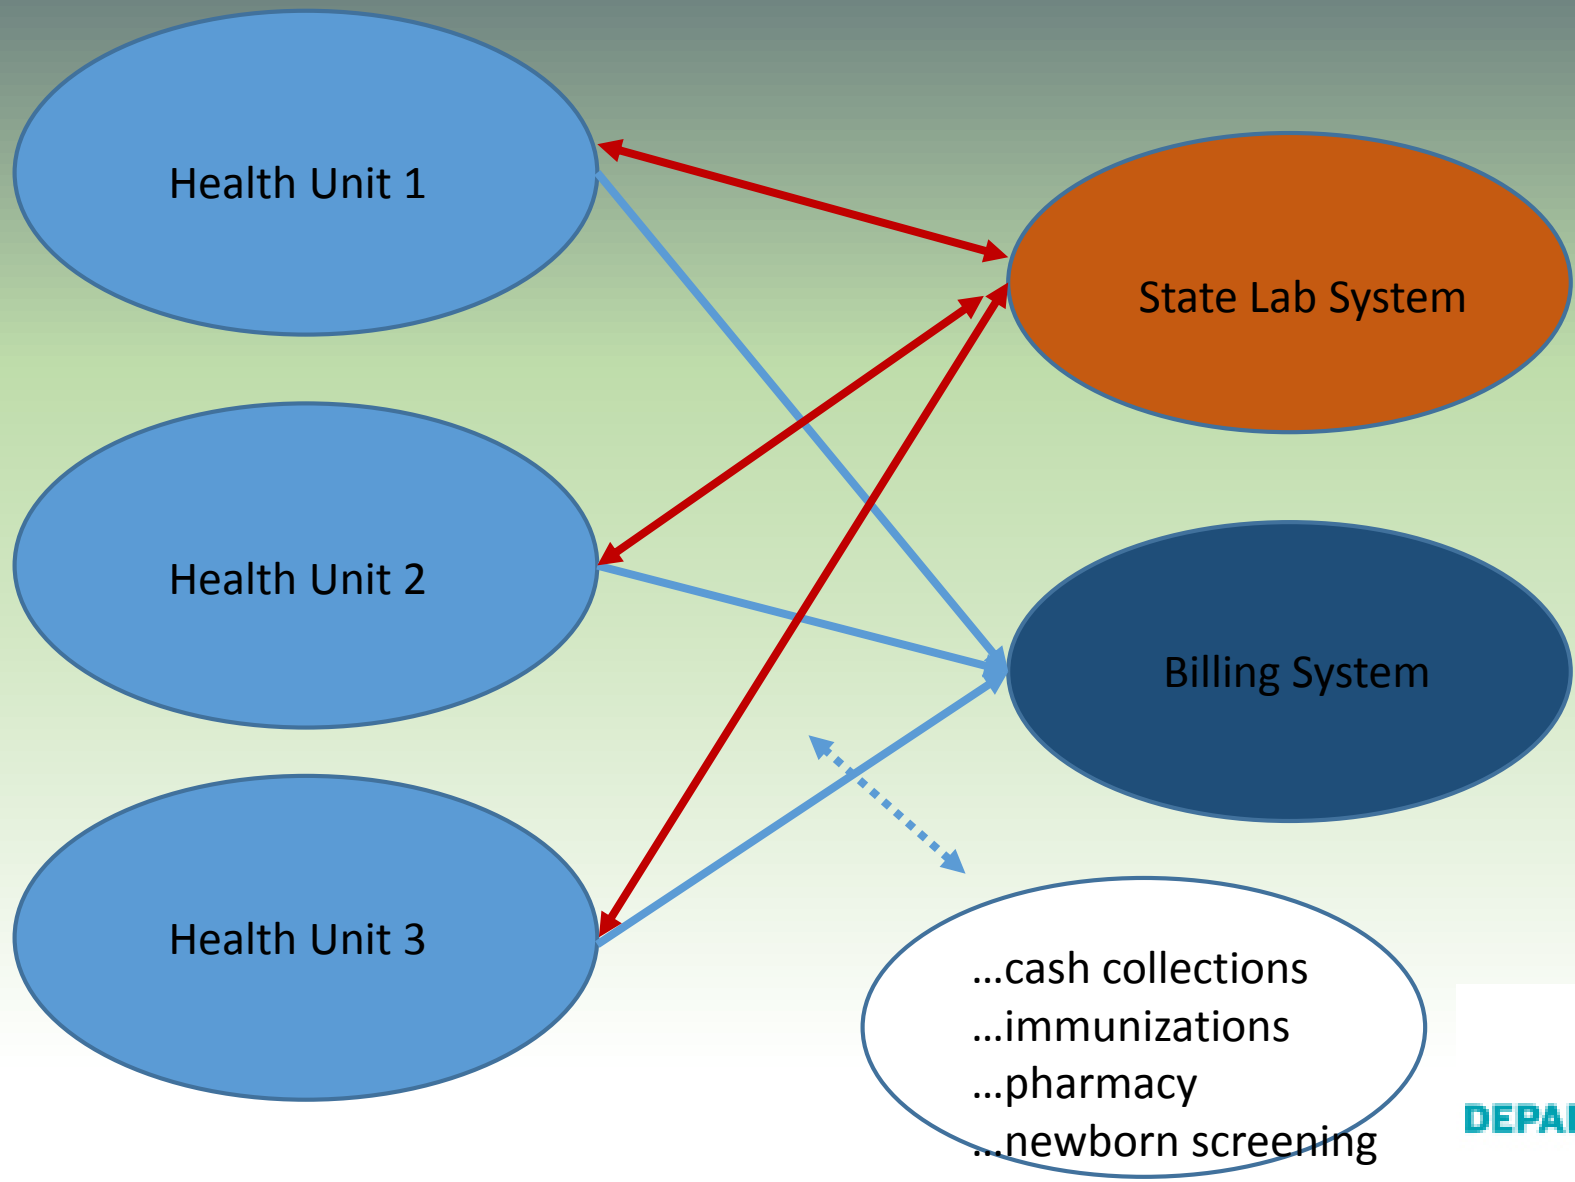 Health Unit 1
State Lab System
Health Unit 2
Billing System
Health Unit 3
...cash collections
...immunizations
...pharmacy
...newborn screening